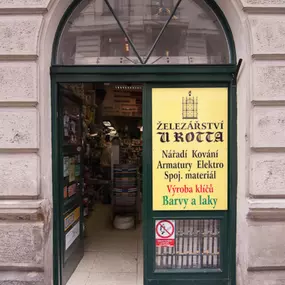 ŽELEZÁŘSTVÍ
U ROTTA
Nářadí Kování
Armatury Elektro
Spoj. materiál
Výroba klíčů
Barvy a laky